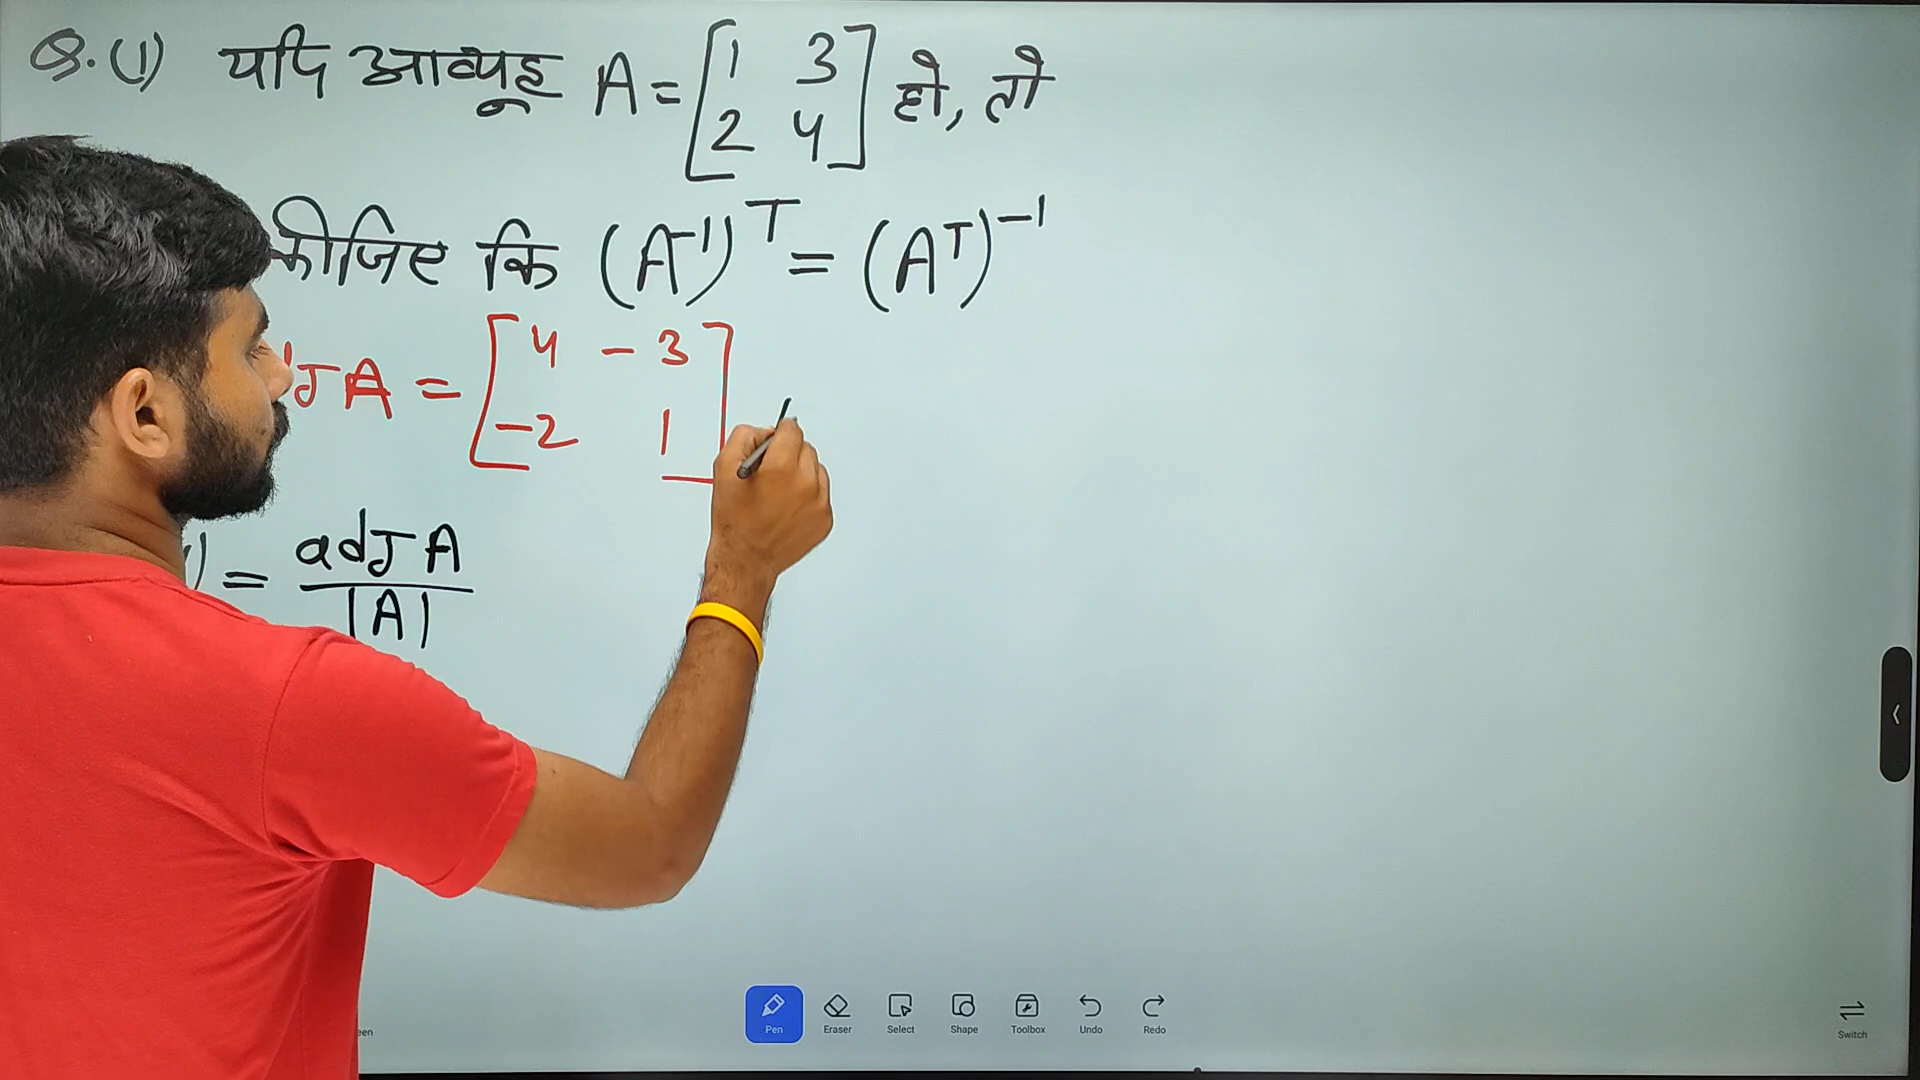 Q.(1) यदि आव्यूह A = [1 3 2 4] हो, तो
कीजिए कि (A⁻¹)ᵀ = (Aᵀ)⁻¹
JA = [4 -3 -2 1]
= adJ A / |A|
Pen Eraser Select Shape Toolbox Undo Redo
Switch